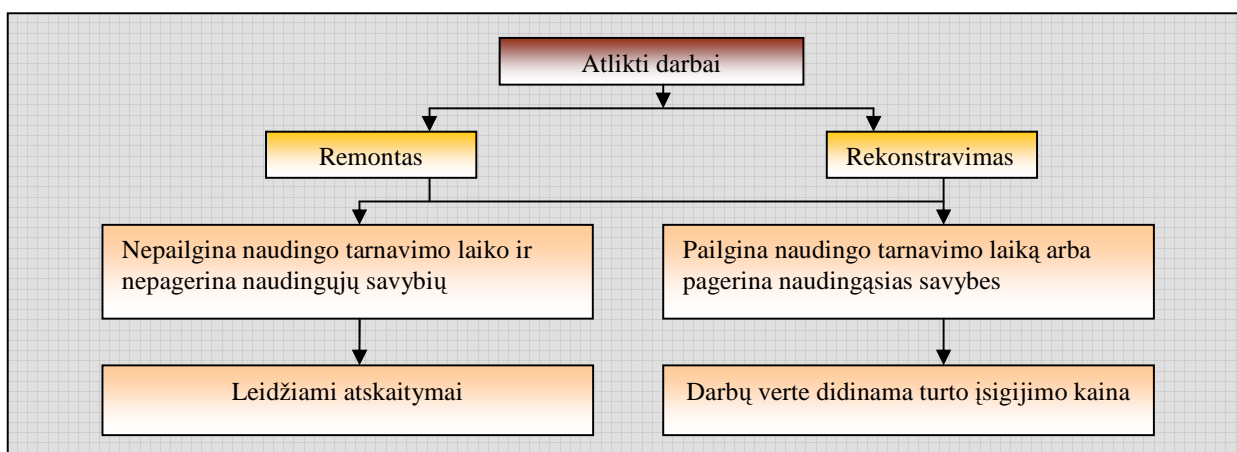 Atlikti darbai
Remontas
Rekonstravimas
Nepailgina naudingo tarnavimo laiko ir
nepagerina naudingųjų savybių
Pailgina naudingo tarnavimo laiką arba
pagerina naudingąsias savybes
Leidžiami atskaitymai
Darbų verte didinama turto įsigijimo kaina